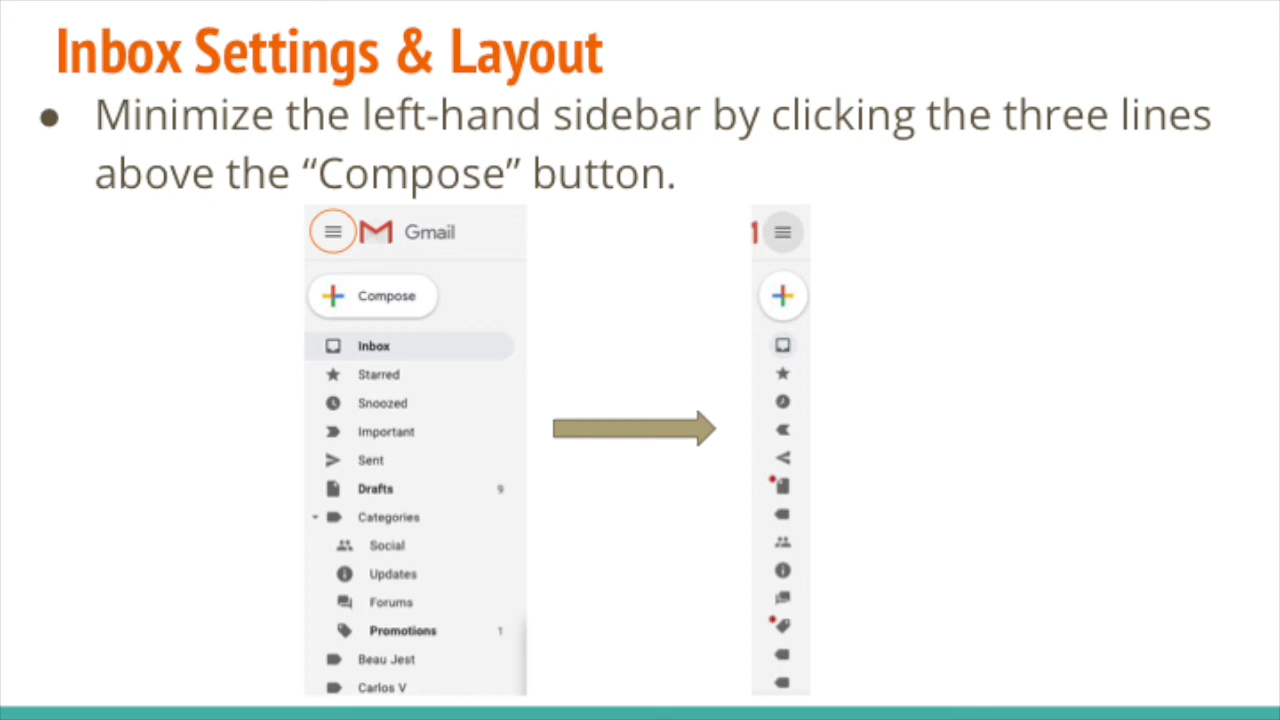 Inbox Settings & Layout
● Minimize the left-hand sidebar by clicking the three lines
above the “Compose” button.
Gmail
Compose
Inbox
Starred
Snoozed
Important
Sent
Drafts 9
Categories
Social
Updates
Forums
Promotions 1
Beau Jest
Carlos V